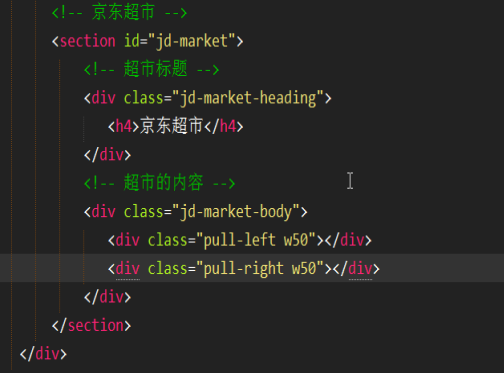 <!-- 京东超市 -->
<section id="jd-market">
<!-- 超市标题 -->
<div class="jd-market-heading">
<h4>京东超市</h4>
</div>
<!-- 超市的内容 -->
<div class="jd-market-body">
<div class="pull-left w50"></div>
<div class="pull-right w50"></div>
</div>
</section>
</div>